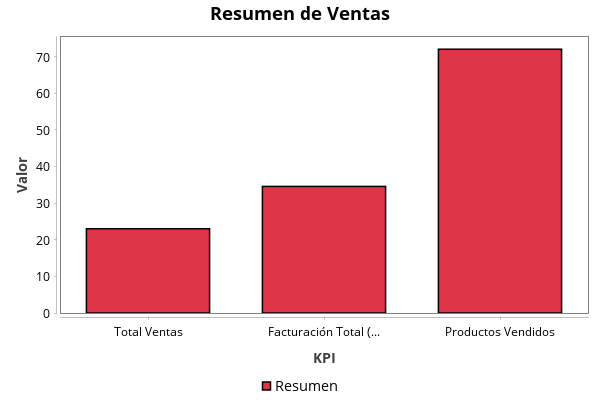 Resumen de Ventas
Valor
70
60
50
40
30
20
10
0
Total Ventas
Facturación Total (...
Productos Vendidos
KPI
Resumen